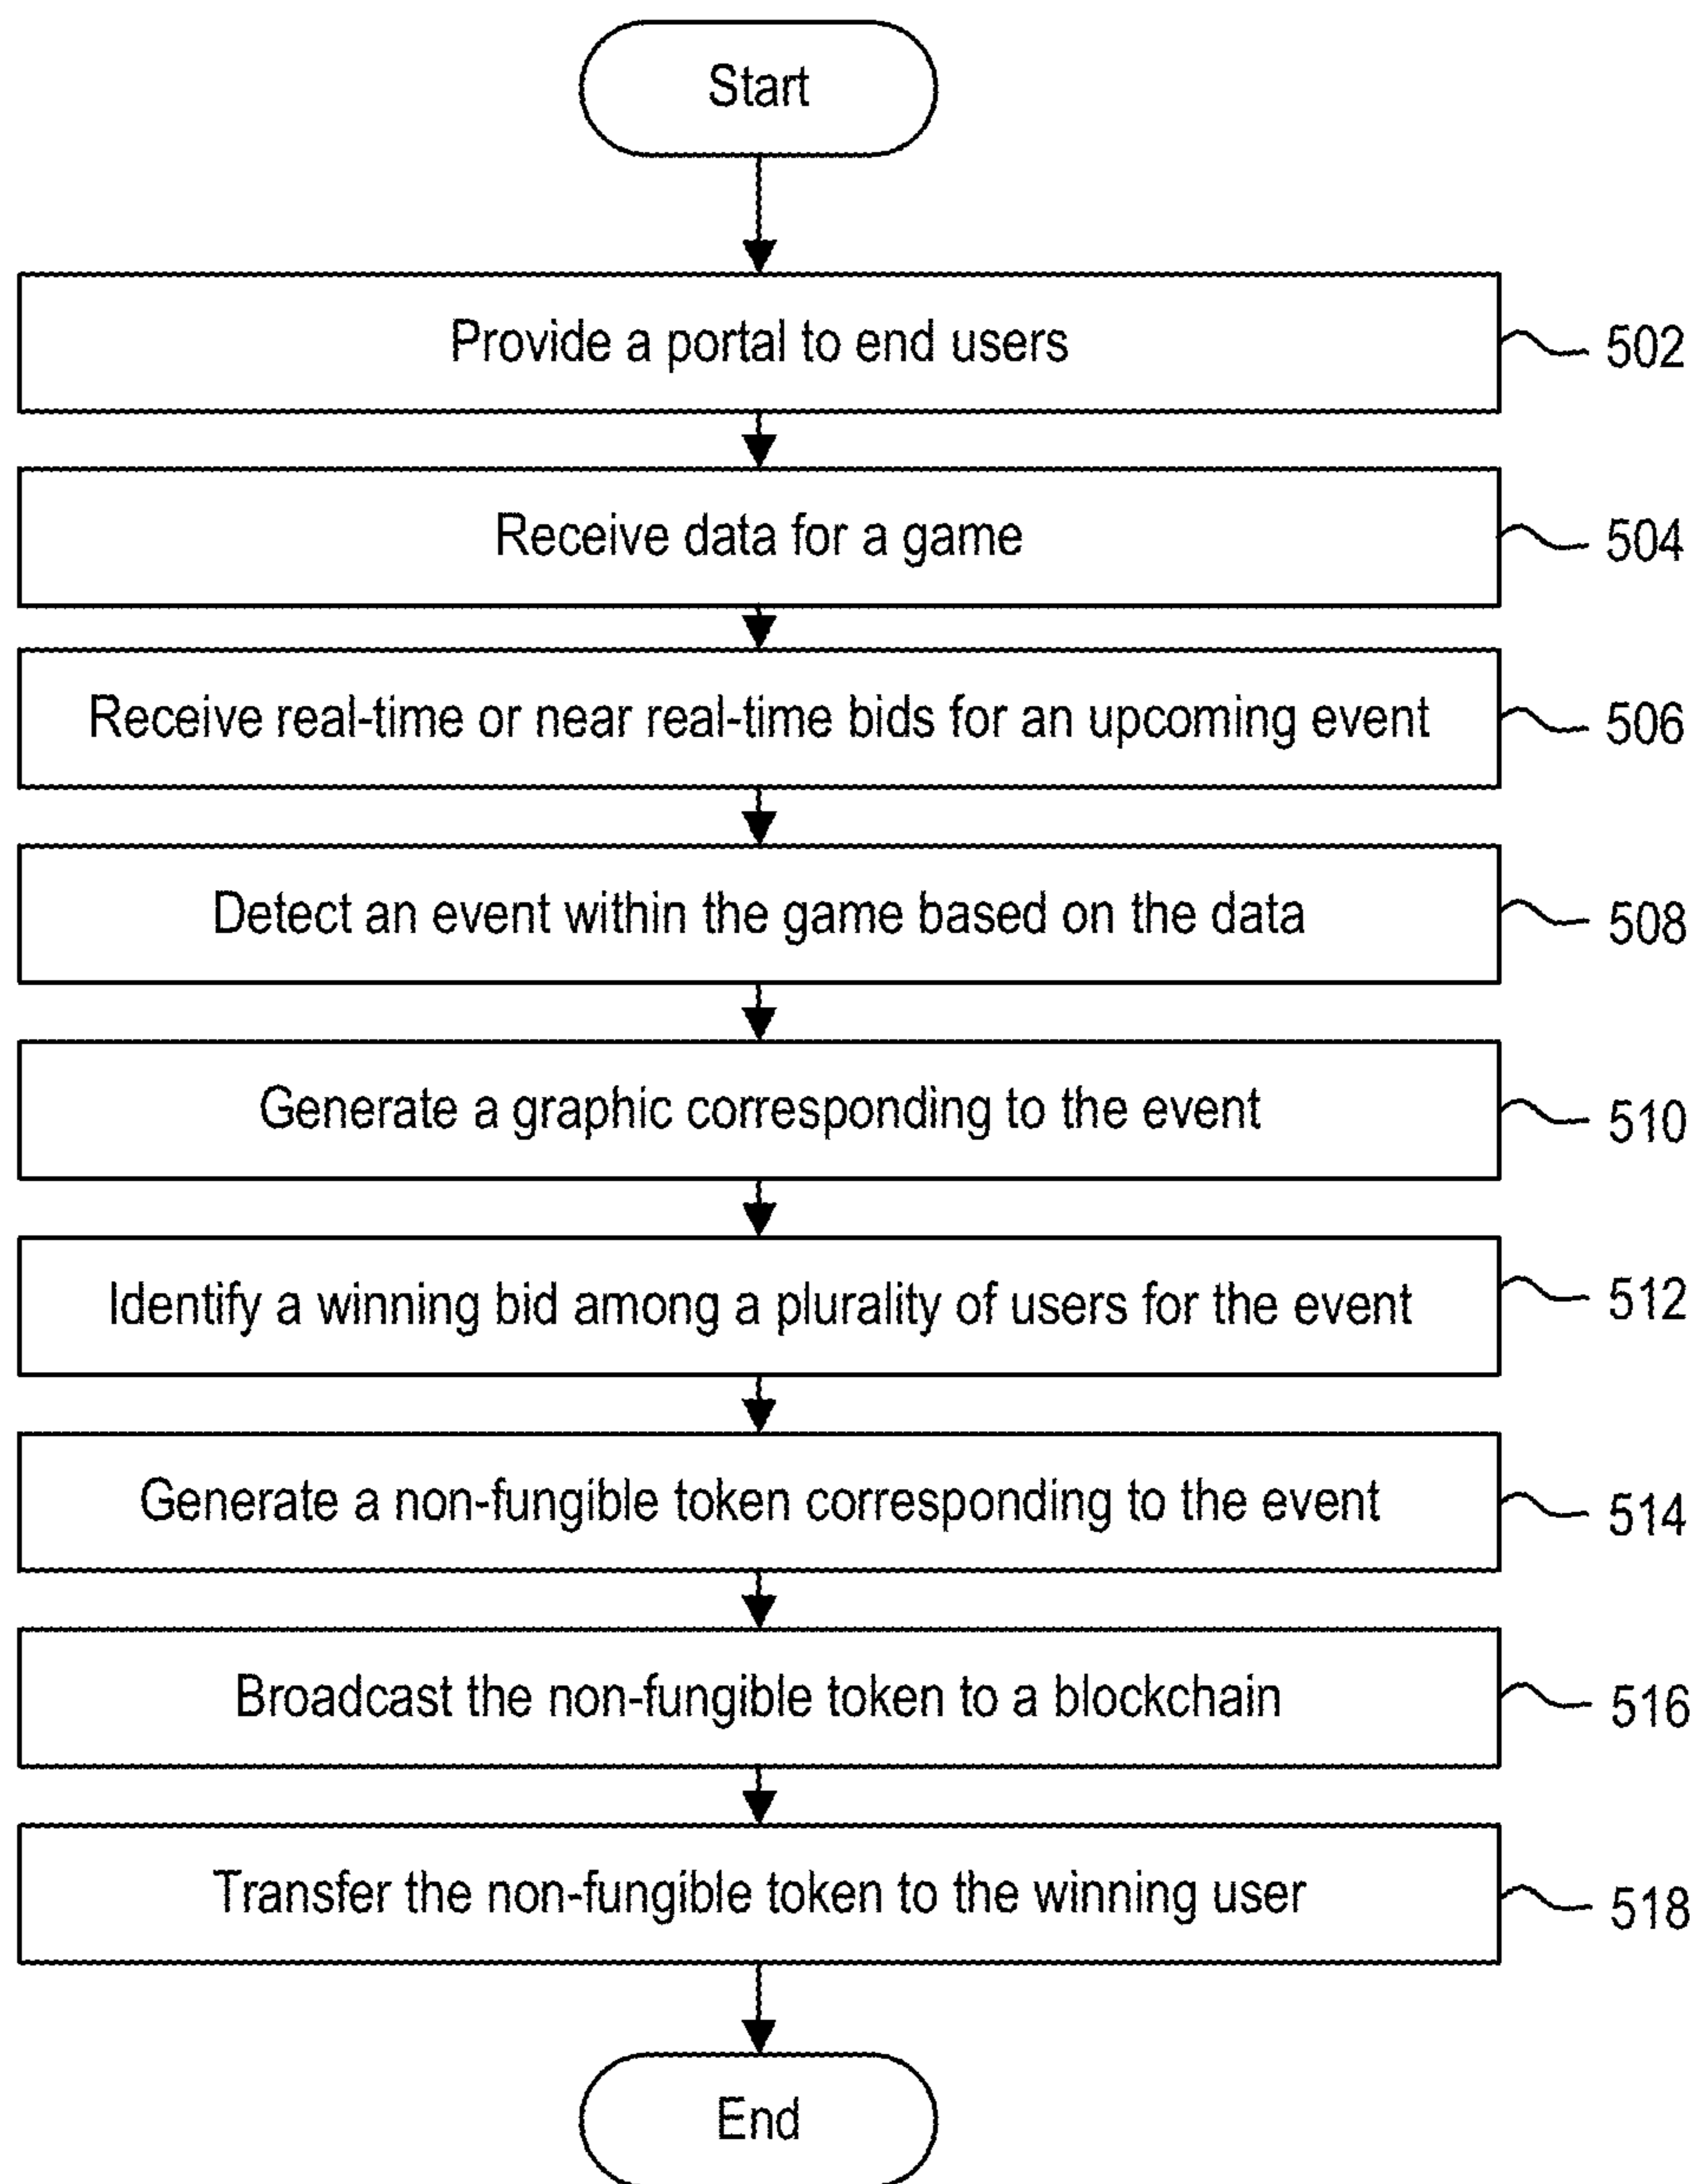 Start
Provide a portal to end users
502
Receive data for a game
504
Receive real-time or near real-time bids for an upcoming event
506
Detect an event within the game based on the data
508
Generate a graphic corresponding to the event
510
Identify a winning bid among a plurality of users for the event
512
Generate a non-fungible token corresponding to the event
514
Broadcast the non-fungible token to a blockchain
516
Transfer the non-fungible token to the winning user
518
End